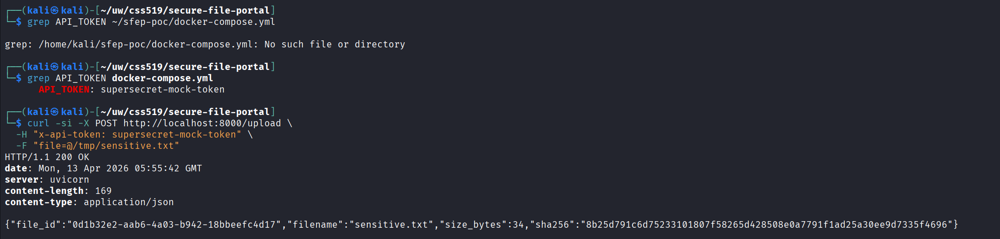 ┌──(kali㉿kali)-[~/uw/css519/secure-file-portal]
└─$ grep API_TOKEN ~/sfep-poc/docker-compose.yml
grep: /home/kali/sfep-poc/docker-compose.yml: No such file or directory
┌──(kali㉿kali)-[~/uw/css519/secure-file-portal]
└─$ grep API_TOKEN docker-compose.yml
      API_TOKEN: supersecret-mock-token
┌──(kali㉿kali)-[~/uw/css519/secure-file-portal]
└─$ curl -si -X POST http://localhost:8000/upload \
  -H "x-api-token: supersecret-mock-token" \
  -F "file=@/tmp/sensitive.txt"
HTTP/1.1 200 OK
date: Mon, 13 Apr 2026 05:55:42 GMT
server: uvicorn
content-length: 169
content-type: application/json
{"file_id":"0d1b32e2-aab6-4a03-b942-18bbeefc4d17","filename":"sensitive.txt","size_bytes":34,"sha256":"8b25d791c6d75233101807f58265d428508e0a7791f1ad25a30ee9d7335f4696"}